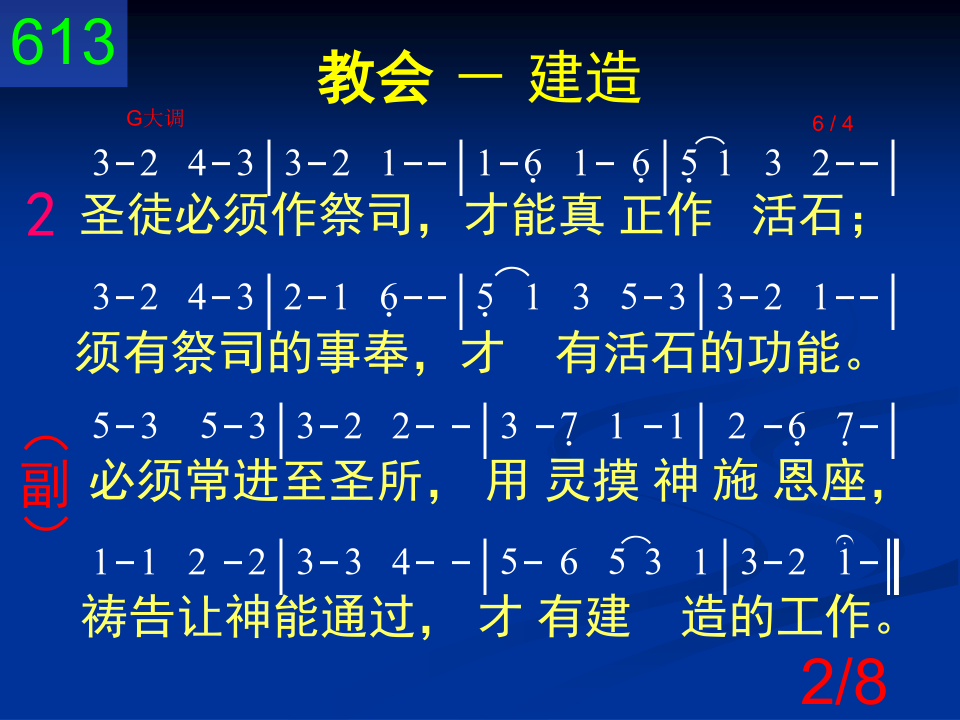 613
教会 － 建造
G大调
6 / 4
3－2 4－3｜3－2 1－－｜1－6̣ 1－ 6̣｜5̣ 1 3 2－－｜
2 圣徒必须作祭司，才能真 正作 活石；
3－2 4－3｜2－1 6̣－－｜5̣ 1 3 5－3｜3－2 1－－｜
须有祭司的事奉，才 有活石的功能。
5－3 5－3｜3－2 2－－｜3－7̣ 1－1｜2－6̣ 7̣－｜
（副） 必须常进至圣所， 用 灵摸 神 施 恩座，
1－1 2－2｜3－3 4－－｜5－ 6 5 3 1｜3－2 1－‖
祷告让神能通过， 才 有建 造的工作。
2/8